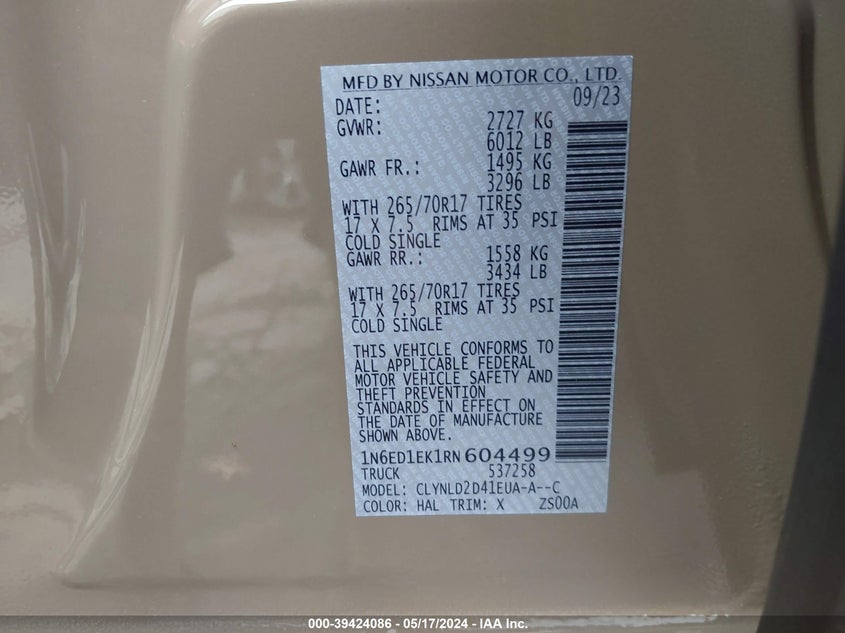 MFD BY NISSAN MOTOR CO., LTD.
DATE: 09/23
GVWR: 2727 KG
6012 LB
GAWR FR.: 1495 KG
3296 LB
WITH 265/70R17 TIRES
17 X 7.5 RIMS AT 35 PSI
COLD SINGLE
GAWR RR.: 1558 KG
3434 LB
WITH 265/70R17 TIRES
17 X 7.5 RIMS AT 35 PSI
COLD SINGLE
THIS VEHICLE CONFORMS TO
ALL APPLICABLE FEDERAL
MOTOR VEHICLE SAFETY AND
THEFT PREVENTION
STANDARDS IN EFFECT ON
THE DATE OF MANUFACTURE
SHOWN ABOVE.
1N6ED1EK1RN604499
TRUCK 537258
MODEL: CLYNLD2D41EUA-A--C
COLOR: HAL TRIM: X ZS00A
000-39424086 - 05/17/2024 - IAA Inc.